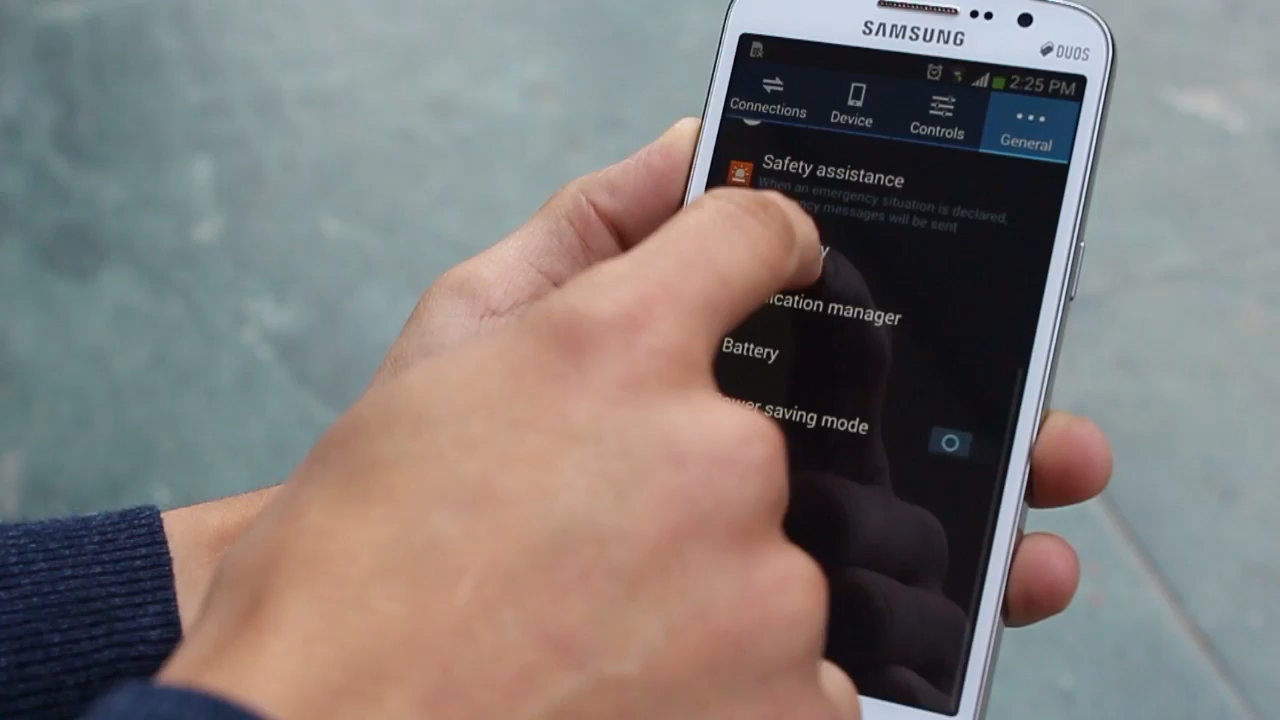 SAMSUNG
DUOS
2:25 PM
Connections
Device
Controls
General
Safety assistance
When an emergency situation is declared,
messages will be sent
manager
Battery
saving mode